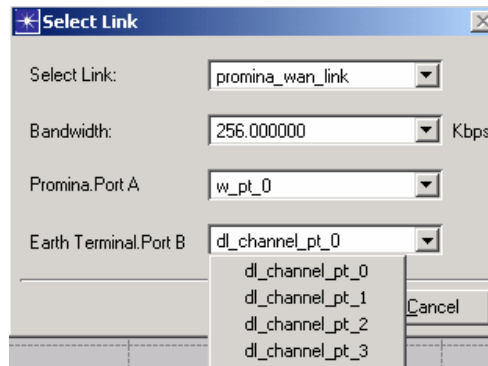 Select Link
Select Link: promina_wan_link
Bandwidth: 256.000000 Kbps
Promina.Port A w_pt_0
Earth Terminal.Port B dl_channel_pt_0
dl_channel_pt_0
dl_channel_pt_1
Cancel
dl_channel_pt_2
dl_channel_pt_3